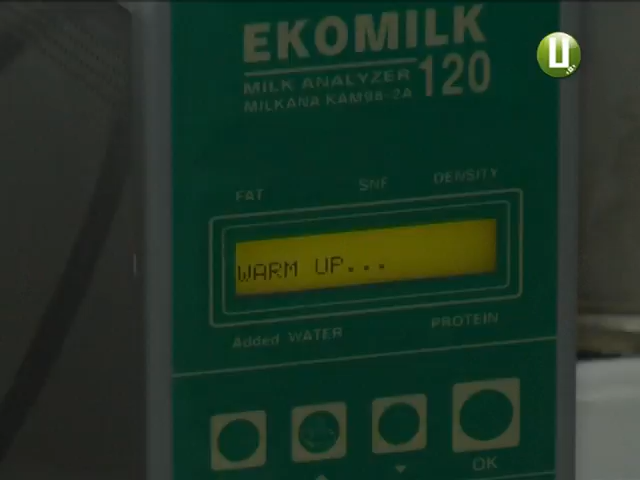 EKOMILK
MILK ANALYZER 120
MILKANA KAM98-2A
FAT SNF DENSITY
WARM UP...
Added WATER PROTEIN
OK
Ц